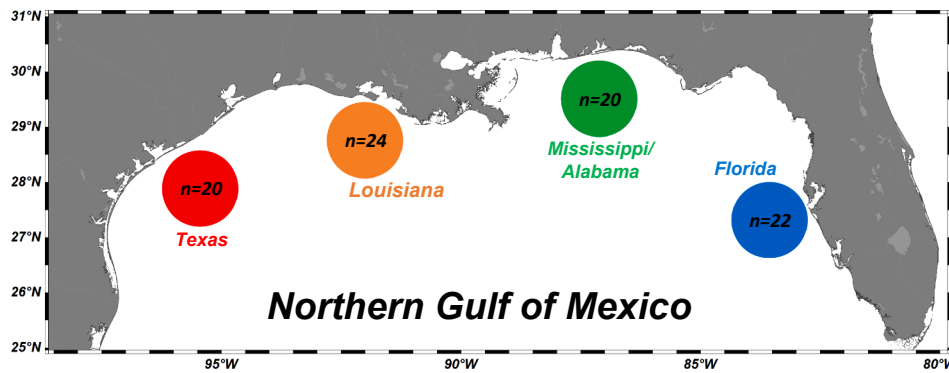 31°N
30°N
29°N
28°N
27°N
26°N
25°N
n=20
Texas
n=24
Louisiana
n=20
Mississippi/
Alabama
Florida
n=22
Northern Gulf of Mexico
95°W
90°W
85°W
80°W